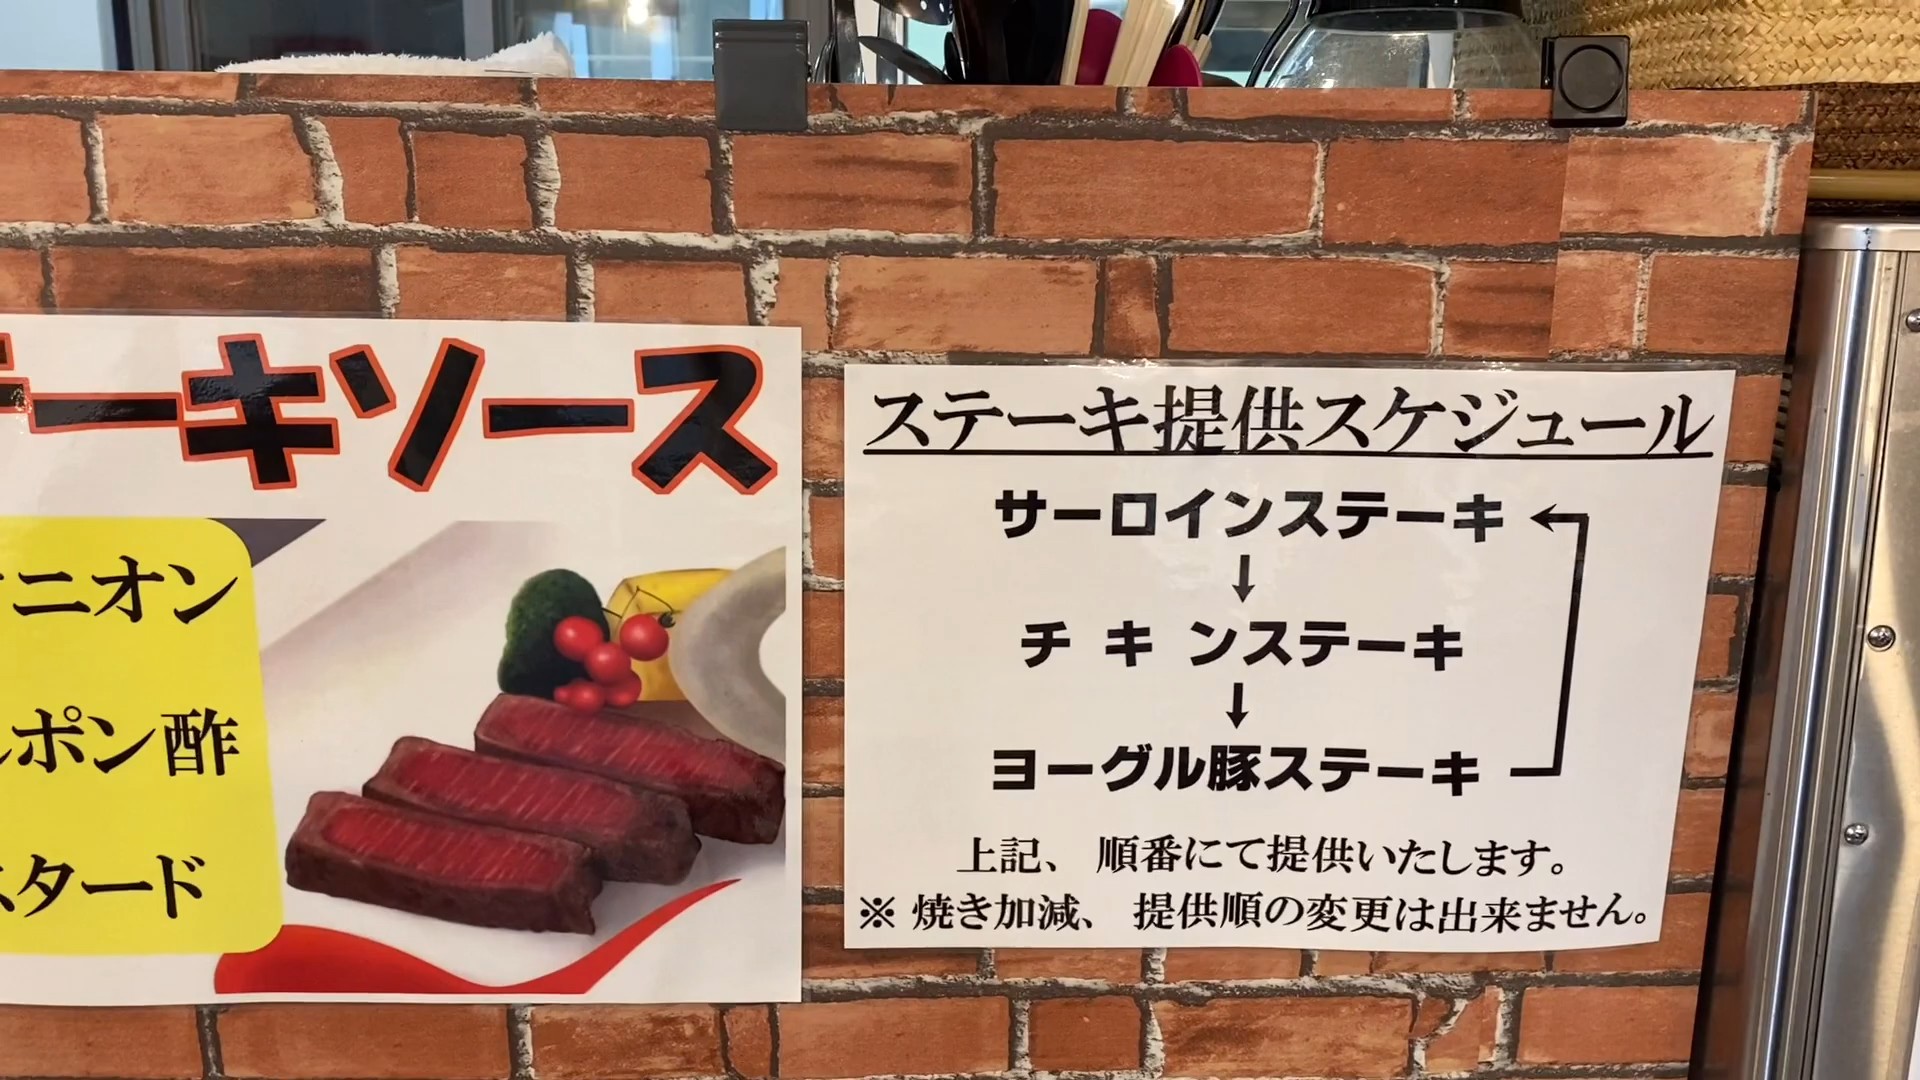 ーキソース
ニオン
ポン酢
スタード
ステーキ提供スケジュール
サーロインステーキ
↓
チキンステーキ
↓
ヨーグル豚ステーキ
上記、順番にて提供いたします。
※焼き加減、提供順の変更は出来ません。